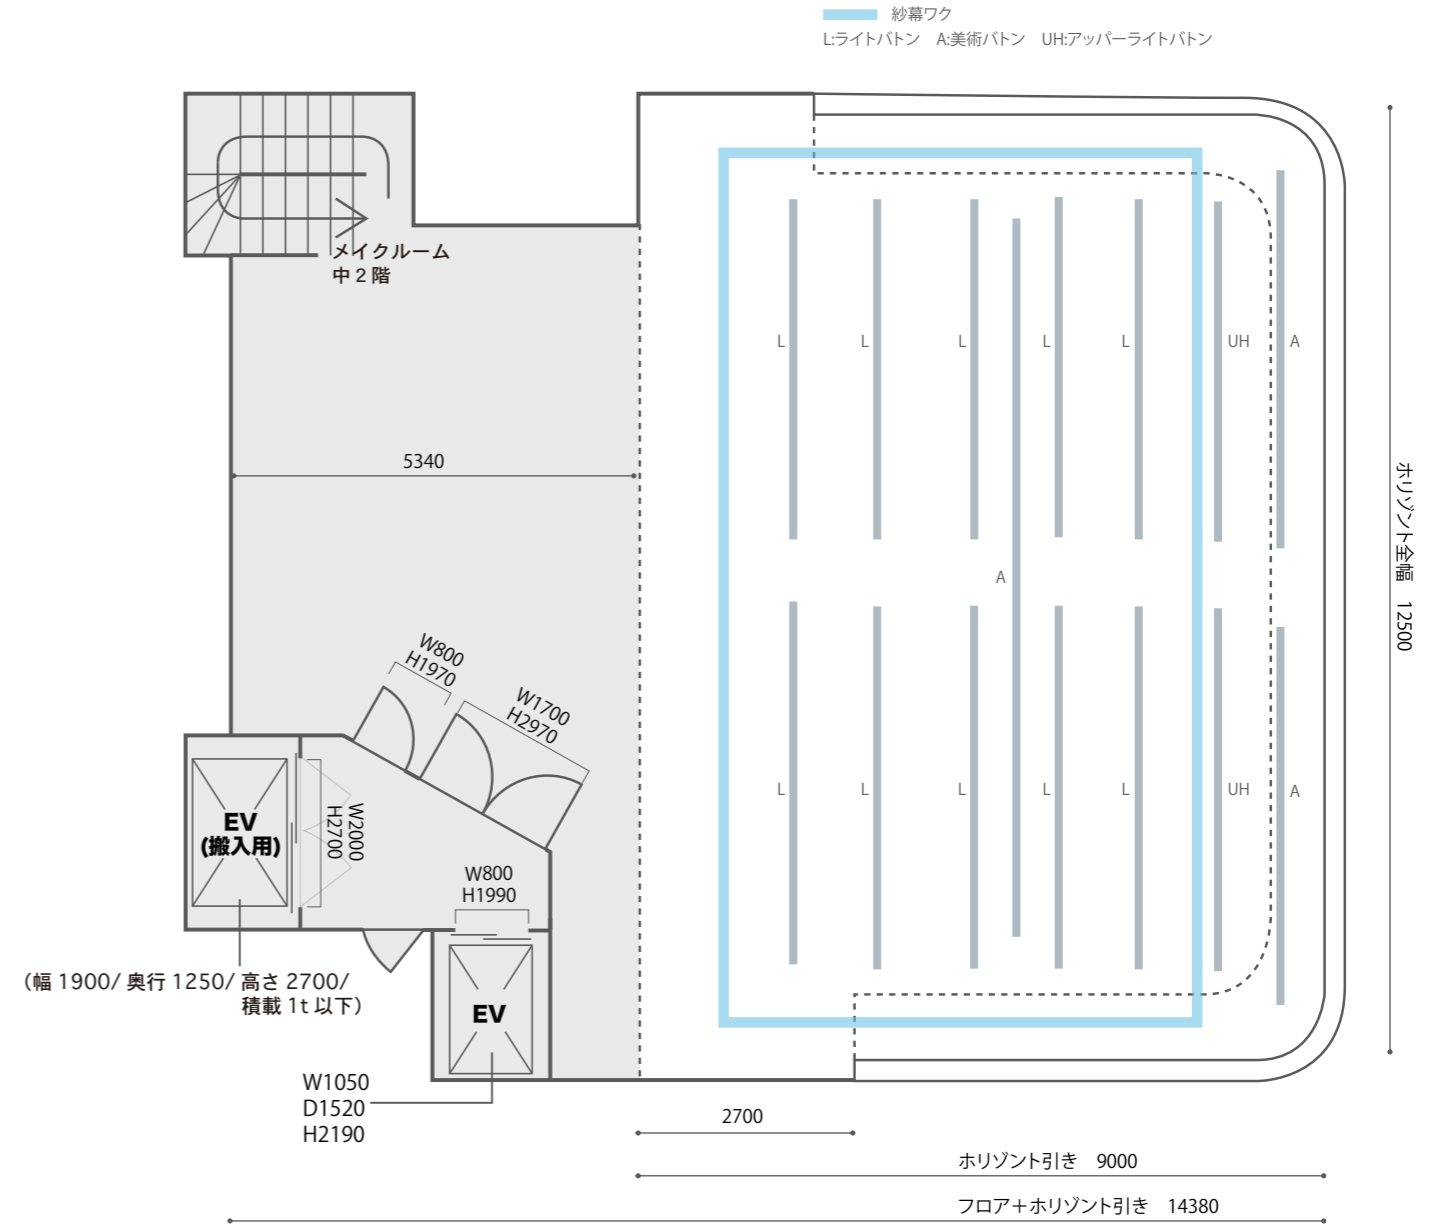 紗幕ワク
L:ライトバトン　A:美術バトン　UH:アッパーライトバトン
メイクルーム
中２階
L
L
L
L
L
UH
A
5340
A
ホリゾント全幅　12500
W800
H1970
W1700
H2970
L
L
L
L
L
UH
A
EV
(搬入用)
W2000
H2700
W800
H1990
（幅 1900/ 奥行 1250/ 高さ 2700/
積載 1t 以下）
EV
W1050
D1520
H2190
2700
ホリゾント引き　9000
フロア＋ホリゾント引き　14380